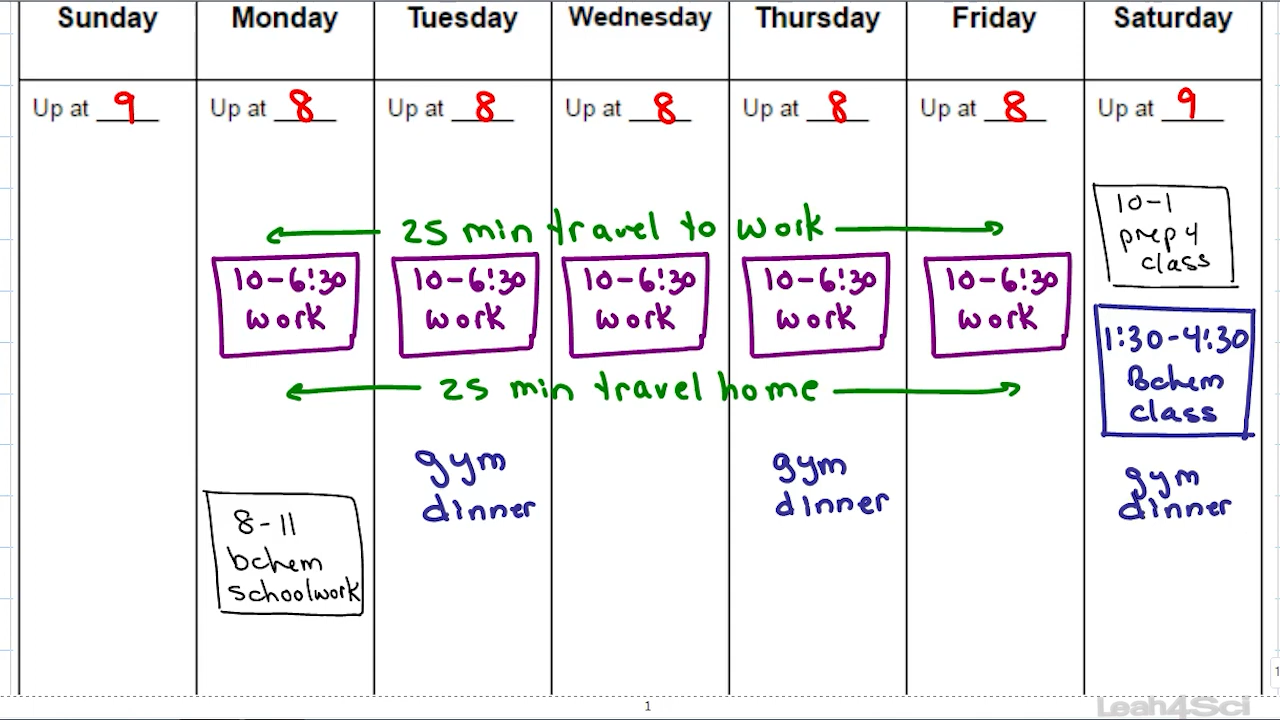 Sunday Monday Tuesday Wednesday Thursday Friday Saturday
Up at 9 Up at 8 Up at 8 Up at 8 Up at 8 Up at 8 Up at 9
10-1
prep 4
class
25 min travel to work
10-6:30 10-6:30 10-6:30 10-6:30 10-6:30
work work work work work
1:30-4:30
Bchem
class
25 min travel home
gym gym gym
dinner dinner dinner
8-11
bchem
schoolwork
1
1
Leah4Sci